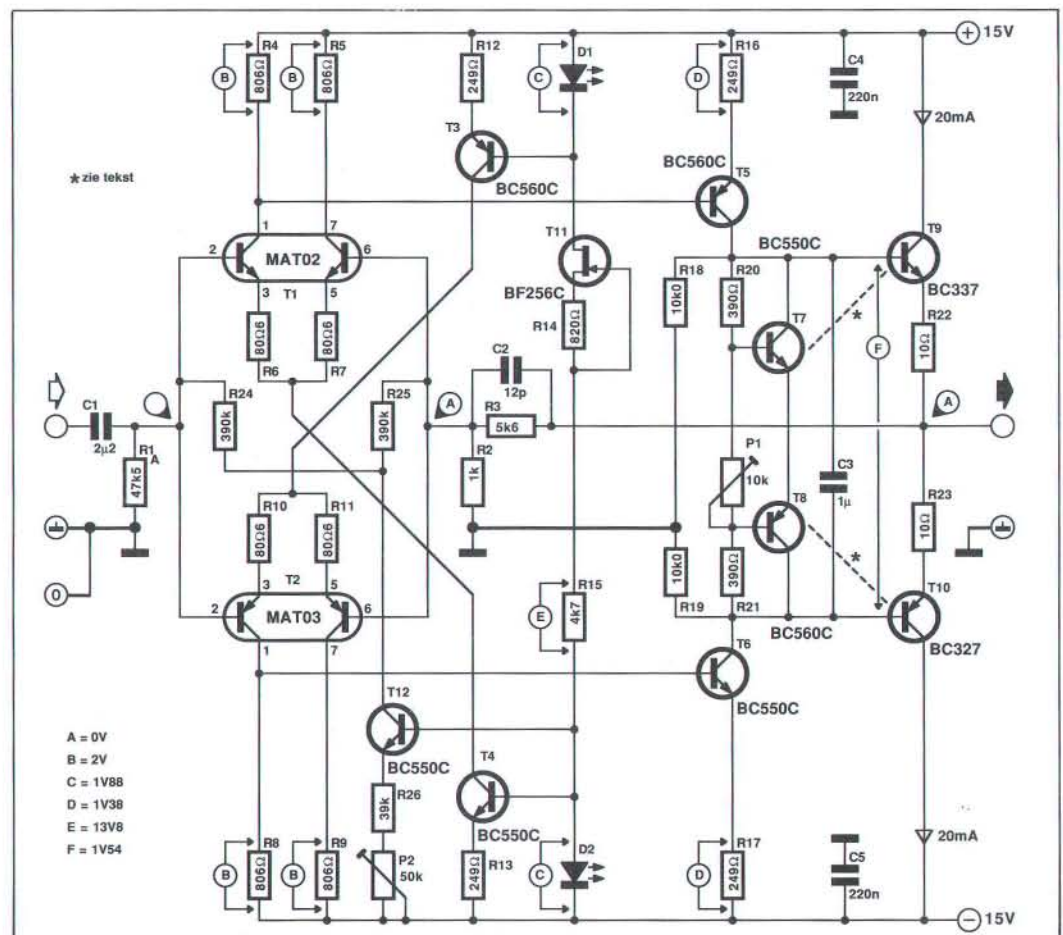 R4
R5
R12
D1
R16
+ 15V
B
806Ω
B
806Ω
249Ω
C
D
249Ω
C4
220n
20mA
T3
* zie tekst
BC560C
BC560C
T5
1
7
2
MAT02
6
T11
BC550C
T9
3
T1
5
R18
R20
BF256C
10k0
390Ω
BC337
80Ω6
80Ω6
R14
820Ω
T7
*
R22
R6
R7
C2
F
10Ω
R24
R25
12p
C1
390k
390k
A
R3
5k6
A
2µ2
R1
A
47k5
R2
1k
P1
10k
C3
1µ
R10
R11
T8
R23
80Ω6
80Ω6
10Ω
0
3
T2
5
R15
10k0
390Ω
*
T10
2
MAT03
6
E
4k7
R19
R21
1
7
BC560C
BC327
T6
T12
BC550C
A = 0V
BC550C
T4
B = 2V
C = 1V88
R26
39k
D = 1V38
E = 13V8
BC550C
F = 1V54
20mA
R8
R9
P2
50k
R13
D2
R17
C5
B
806Ω
B
806Ω
249Ω
C
D
249Ω
220n
− 15V